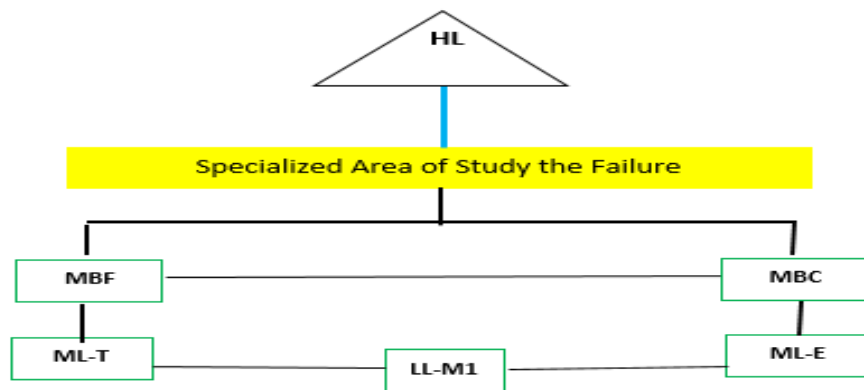 HL
Specialized Area of Study the Failure
MBF
MBC
ML-T
LL-M1
ML-E